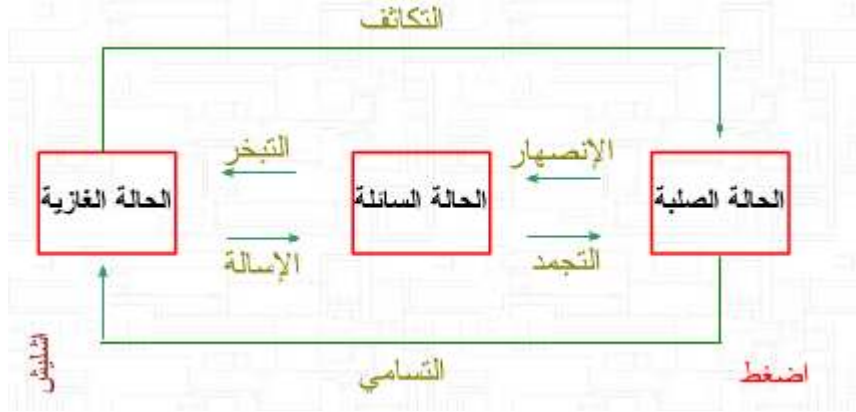 التكاثف
الإنصهار
التبخر
الحالة الصلبة
الحالة السائلة
الحالة الغازية
التجمد
الإسالة
التسامي
اضغط